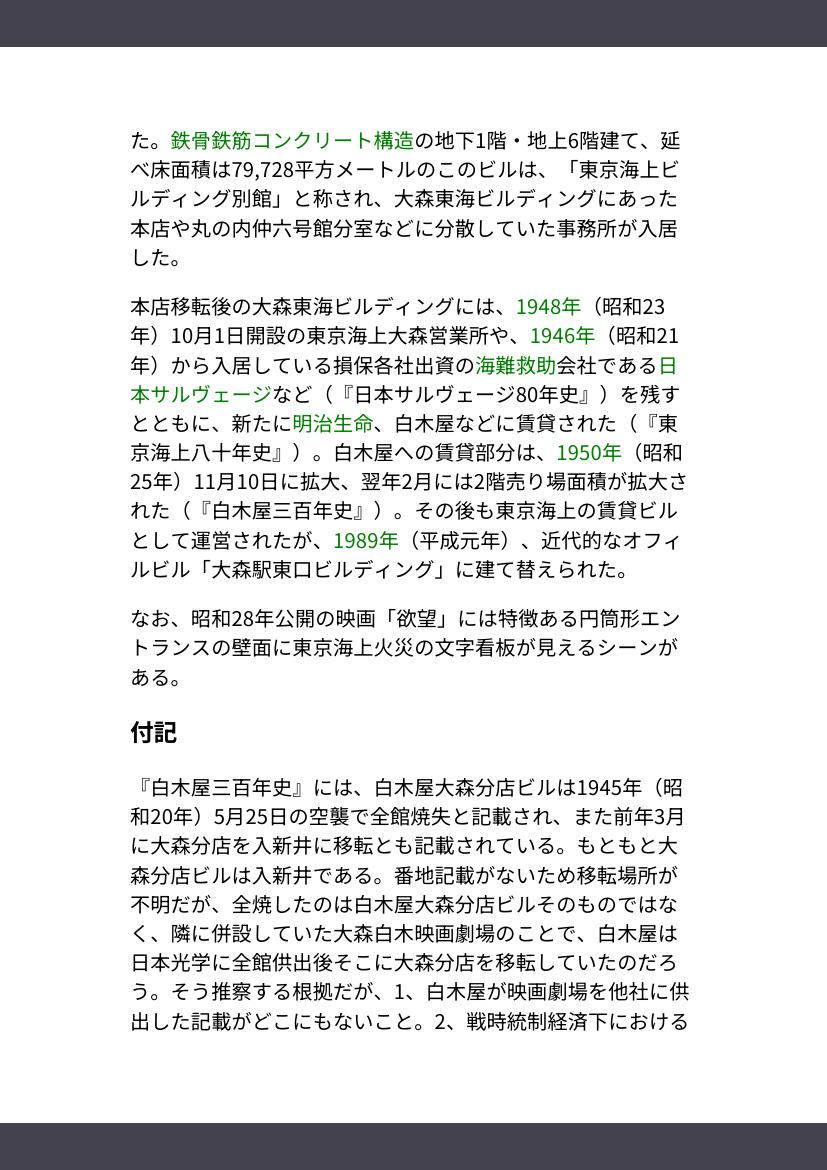 た。鉄骨鉄筋コンクリート構造の地下1階・地上6階建て、延
べ床面積は79,728平方メートルのこのビルは、「東京海上ビ
ルディング別館」と称され、大森東海ビルディングにあった
本店や丸の内仲六号館分室などに分散していた事務所が入居
した。
本店移転後の大森東海ビルディングには、1948年（昭和23
年）10月1日開設の東京海上大森営業所や、1946年（昭和21
年）から入居している損保各社出資の海難救助会社である日
本サルヴェージなど（『日本サルヴェージ80年史』）を残す
とともに、新たに明治生命、白木屋などに賃貸された（『東
京海上八十年史』）。白木屋への賃貸部分は、1950年（昭和
25年）11月10日に拡大、翌年2月には2階売り場面積が拡大さ
れた（『白木屋三百年史』）。その後も東京海上の賃貸ビル
として運営されたが、1989年（平成元年）、近代的なオフィ
ルビル「大森駅東口ビルディング」に建て替えられた。
なお、昭和28年公開の映画「欲望」には特徴ある円筒形エン
トランスの壁面に東京海上火災の文字看板が見えるシーンが
ある。
付記
『白木屋三百年史』には、白木屋大森分店ビルは1945年（昭
和20年）5月25日の空襲で全館焼失と記載され、また前年3月
に大森分店を入新井に移転とも記載されている。もともと大
森分店ビルは入新井である。番地記載がないため移転場所が
不明だが、全焼したのは白木屋大森分店ビルそのものではな
く、隣に併設していた大森白木映画劇場のことで、白木屋は
日本光学に全館供出後そこに大森分店を移転していたのだろ
う。そう推察する根拠だが、1、白木屋が映画劇場を他社に供
出した記載がどこにもないこと。2、戦時統制経済下における